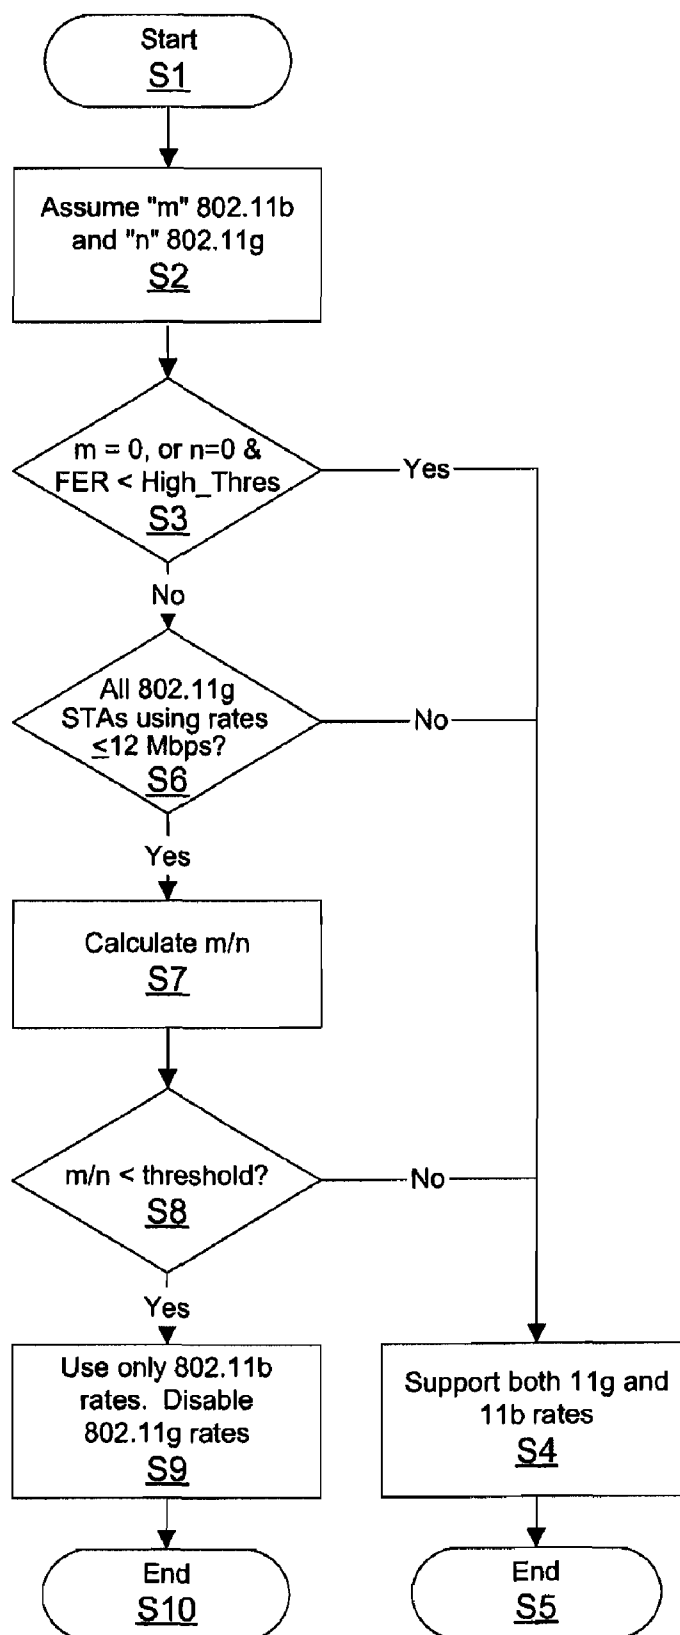 Start
S1
Assume "m" 802.11b
and "n" 802.11g
S2
m = 0, or n=0 &
FER < High_Thres
S3
Yes
No
All 802.11g
STAs using rates
≤12 Mbps?
S6
No
Yes
Calculate m/n
S7
m/n < threshold?
S8
No
Yes
Use only 802.11b
rates. Disable
802.11g rates
S9
Support both 11g and
11b rates
S4
End
S10
End
S5